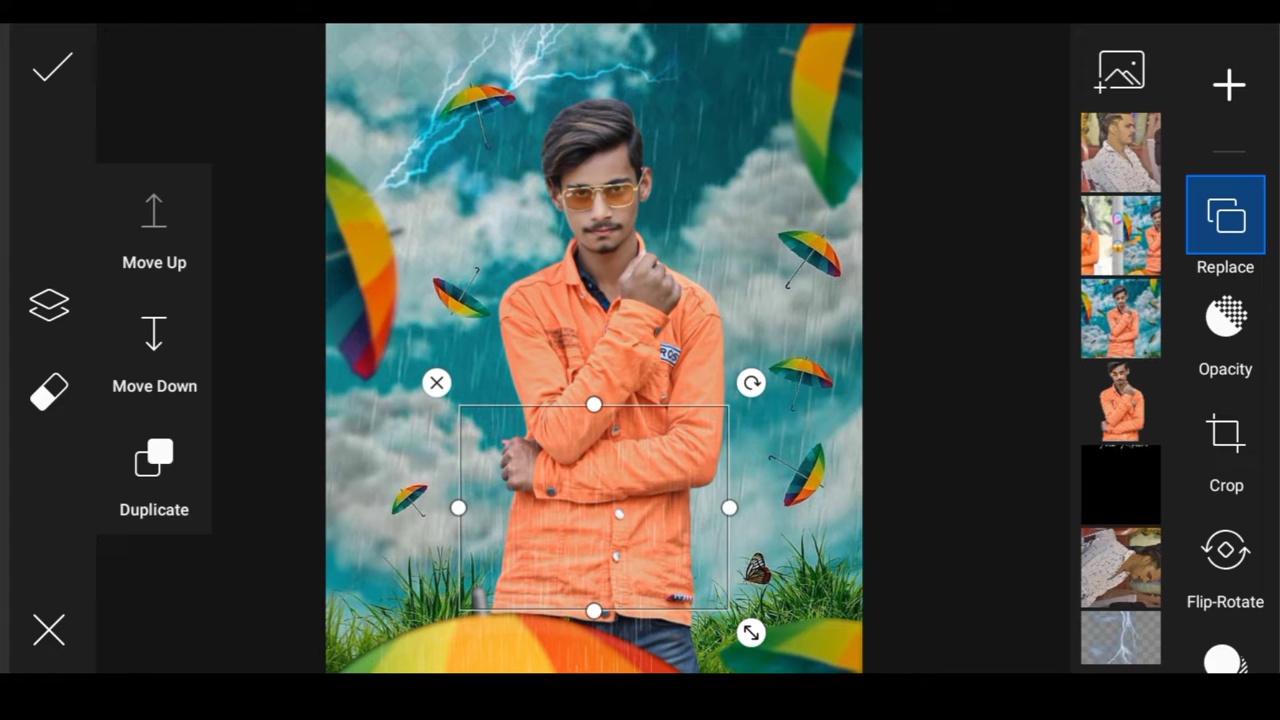 Move Up
Move Down
Duplicate
Replace
Opacity
Crop
Flip-Rotate